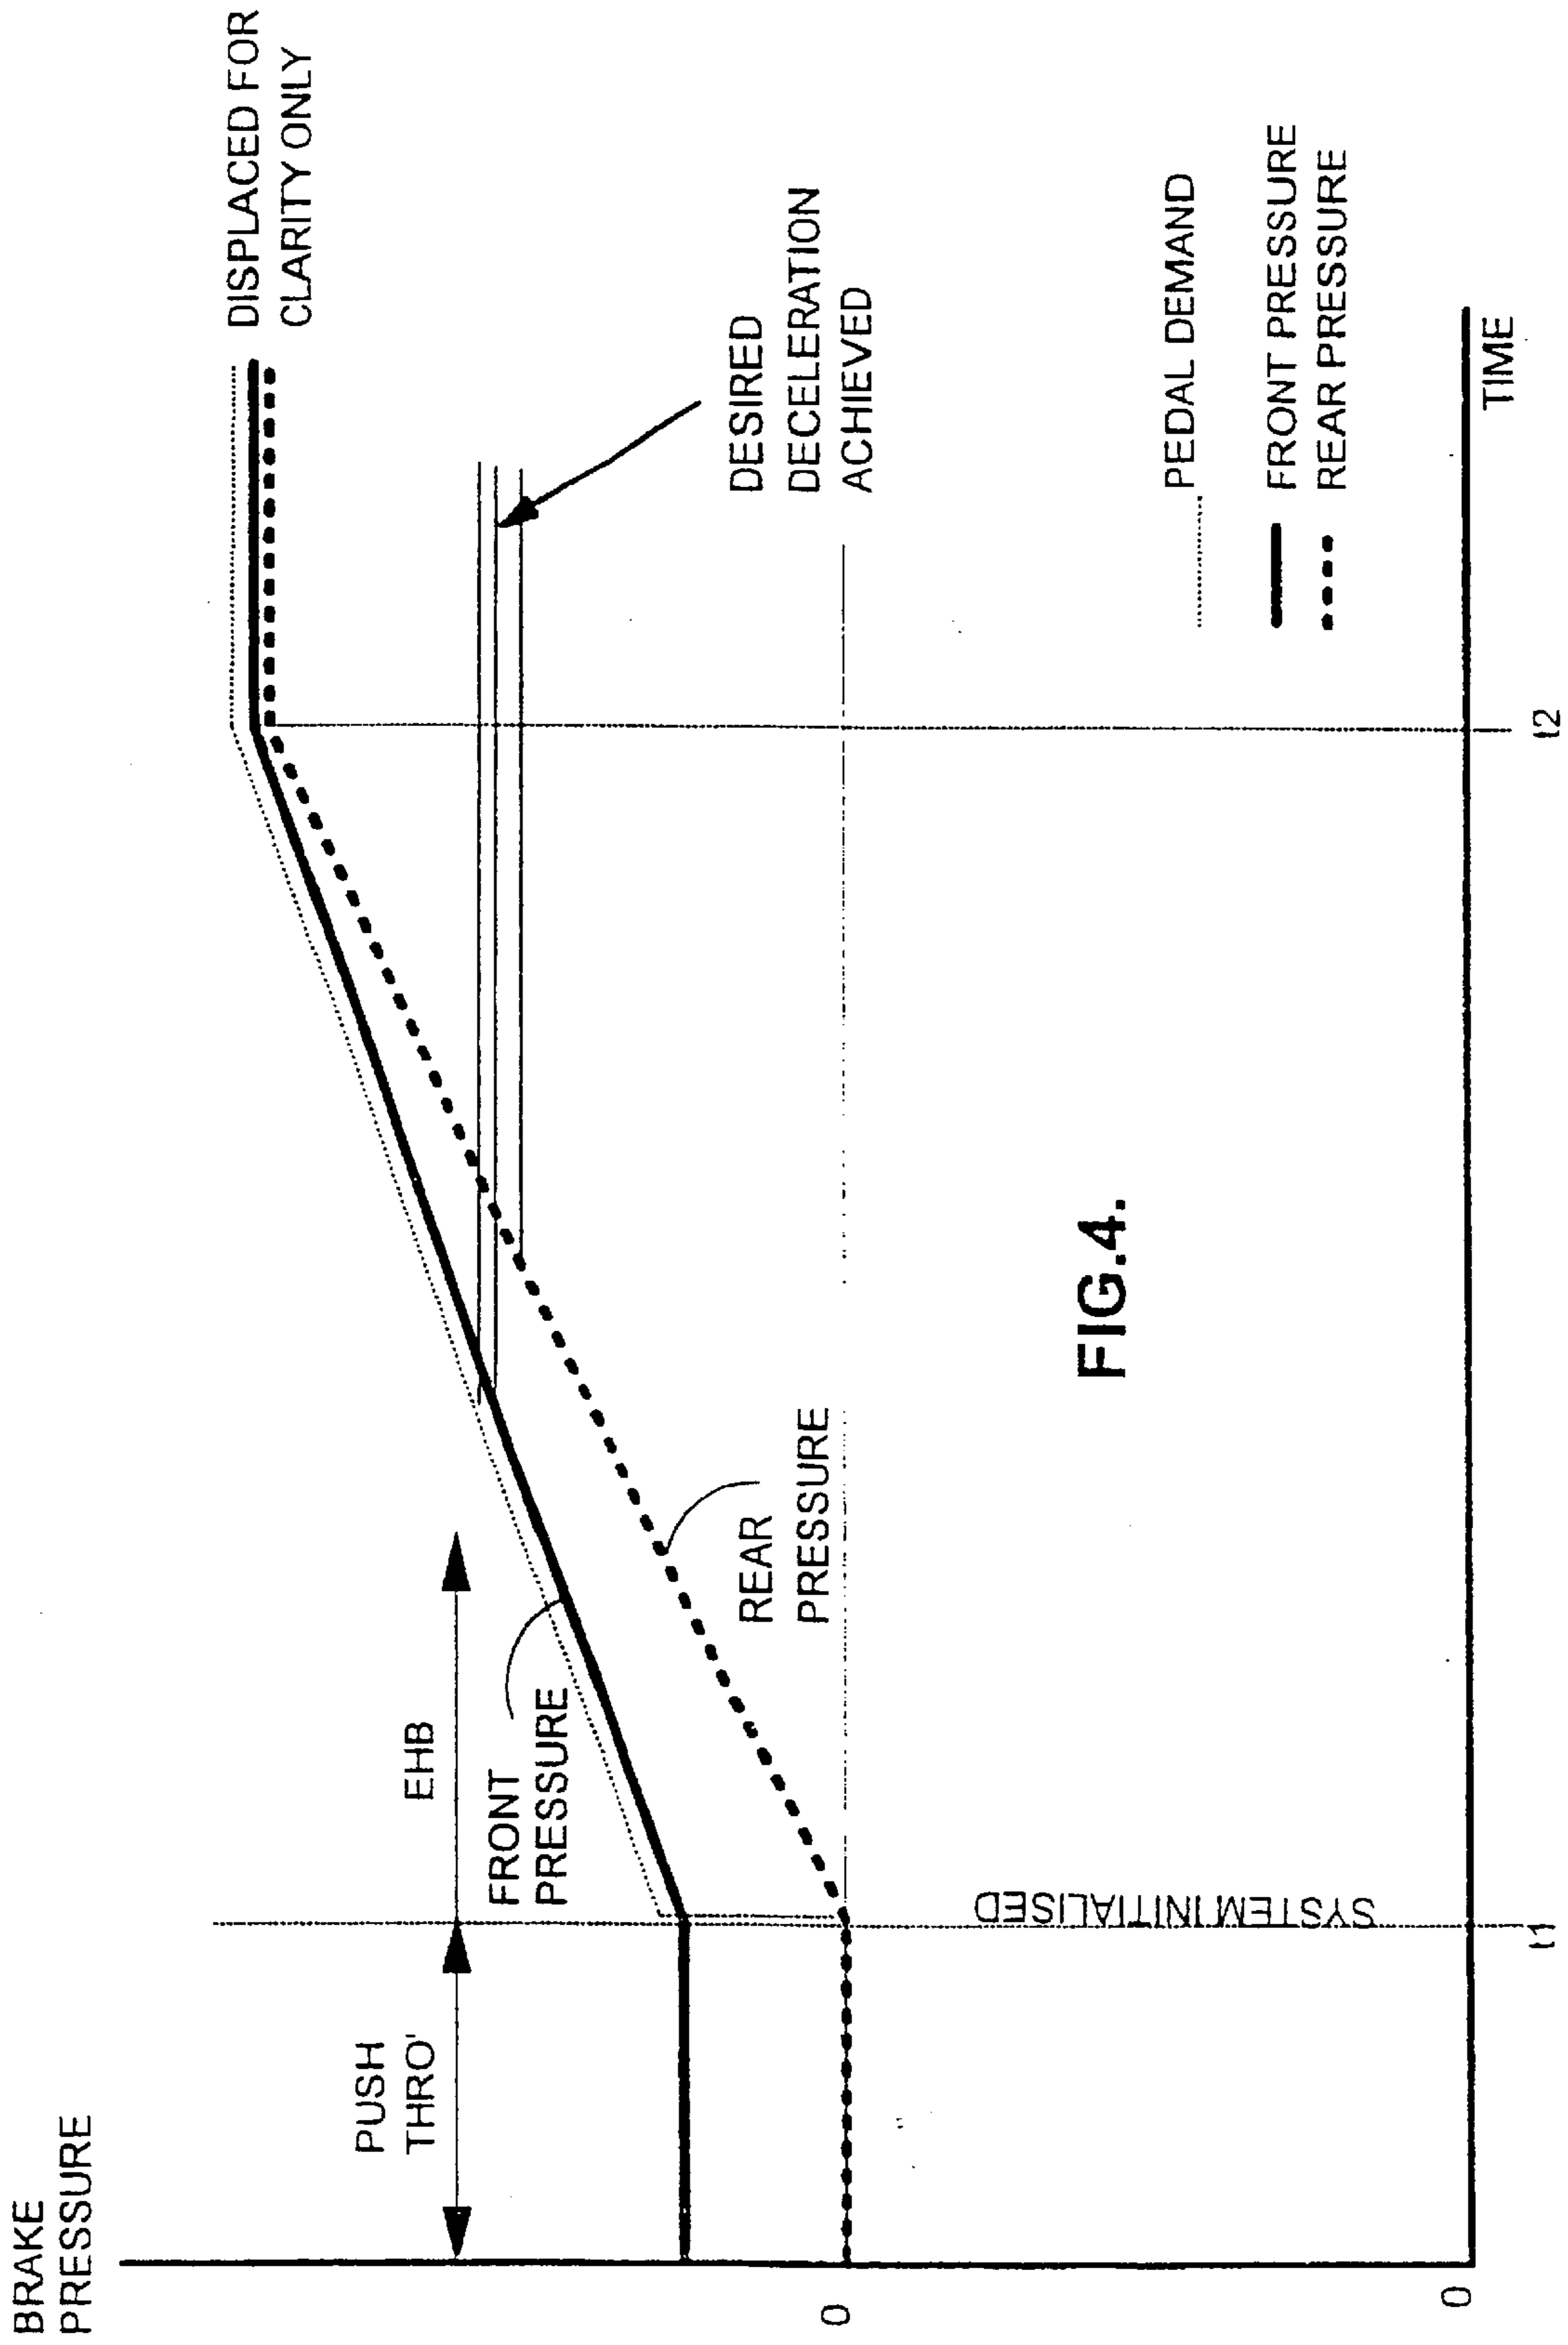 BRAKE
PRESSURE
PUSH
THRO'
EHB
FRONT
PRESSURE
REAR
PRESSURE
DISPLACED FOR
CLARITY ONLY
DESIRED
DECELERATION
ACHIEVED
PEDAL DEMAND
FRONT PRESSURE
REAR PRESSURE
SYSTEM INITIALISED
0
0
t1
t2
TIME
FIG.4.